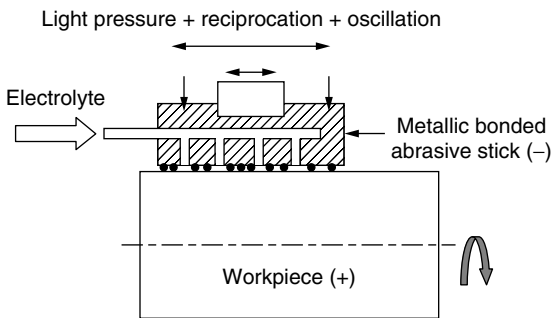 Light pressure + reciprocation + oscillation
Electrolyte
Metallic bonded
abrasive stick (–)
Workpiece (+)